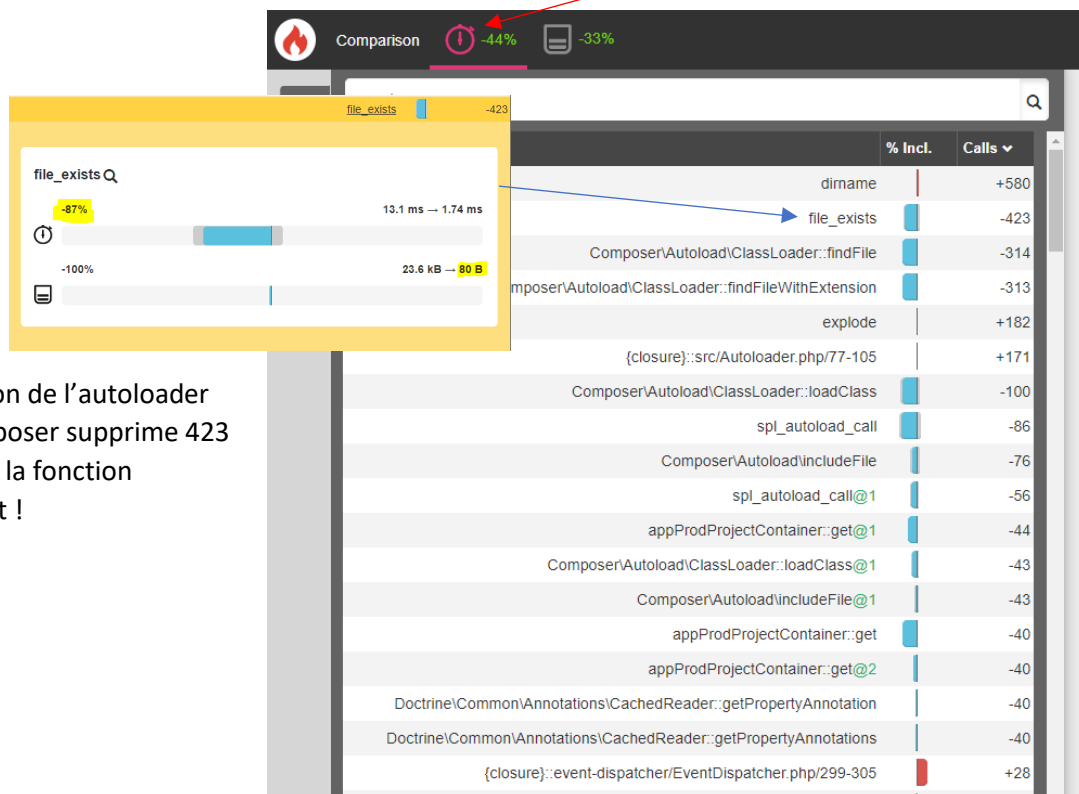 Comparison -44% -33%
file_exists -423
file_exists
-87% 13.1 ms → 1.74 ms
-100% 23.6 kB → 80 B
on de l’autoloader
poser supprime 423
la fonction
t !
% Incl. Calls
dirname +580
file_exists -423
Composer\Autoload\ClassLoader::findFile -314
mposer\Autoload\ClassLoader::findFileWithExtension -313
explode +182
{closure}::src/Autoloader.php/77-105 +171
Composer\Autoload\ClassLoader::loadClass -100
spl_autoload_call -86
Composer\Autoload\includeFile -76
spl_autoload_call@1 -56
appProdProjectContainer::get@1 -44
Composer\Autoload\ClassLoader::loadClass@1 -43
Composer\Autoload\includeFile@1 -43
appProdProjectContainer::get -40
appProdProjectContainer::get@2 -40
Doctrine\Common\Annotations\CachedReader::getPropertyAnnotation -40
Doctrine\Common\Annotations\CachedReader::getPropertyAnnotations -40
{closure}::event-dispatcher/EventDispatcher.php/299-305 +28